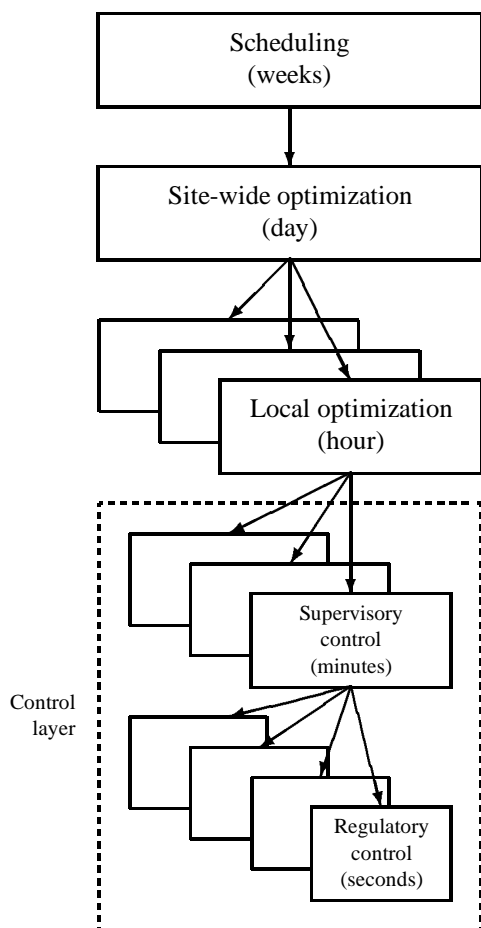 Scheduling
(weeks)
Site-wide optimization
(day)
Local optimization
(hour)
Supervisory
control
(minutes)
Control
layer
Regulatory
control
(seconds)